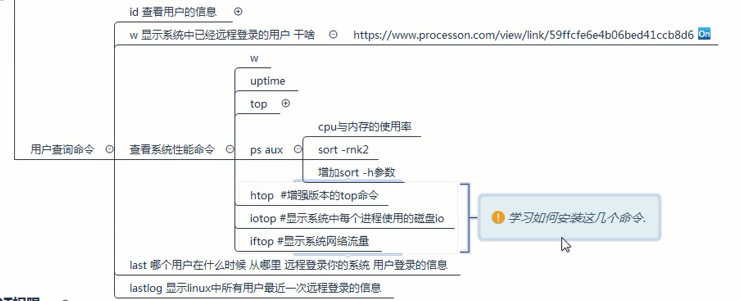 id 查看用户的信息
w 显示系统中已经远程登录的用户 干啥
https://www.processon.com/view/link/59ffcfe6e4b06bed41ccb8d6
On
w
uptime
top
cpu与内存的使用率
用户查询命令
查看系统性能命令
ps aux
sort -rnk2
增加sort -h参数
htop #增强版本的top命令
iotop #显示系统中每个进程使用的磁盘io
学习如何安装这几个命令.
iftop #显示系统网络流量
last 哪个用户在什么时候 从哪里 远程登录你的系统 用户登录的信息
lastlog 显示linux中所有用户最近一次远程登录的信息